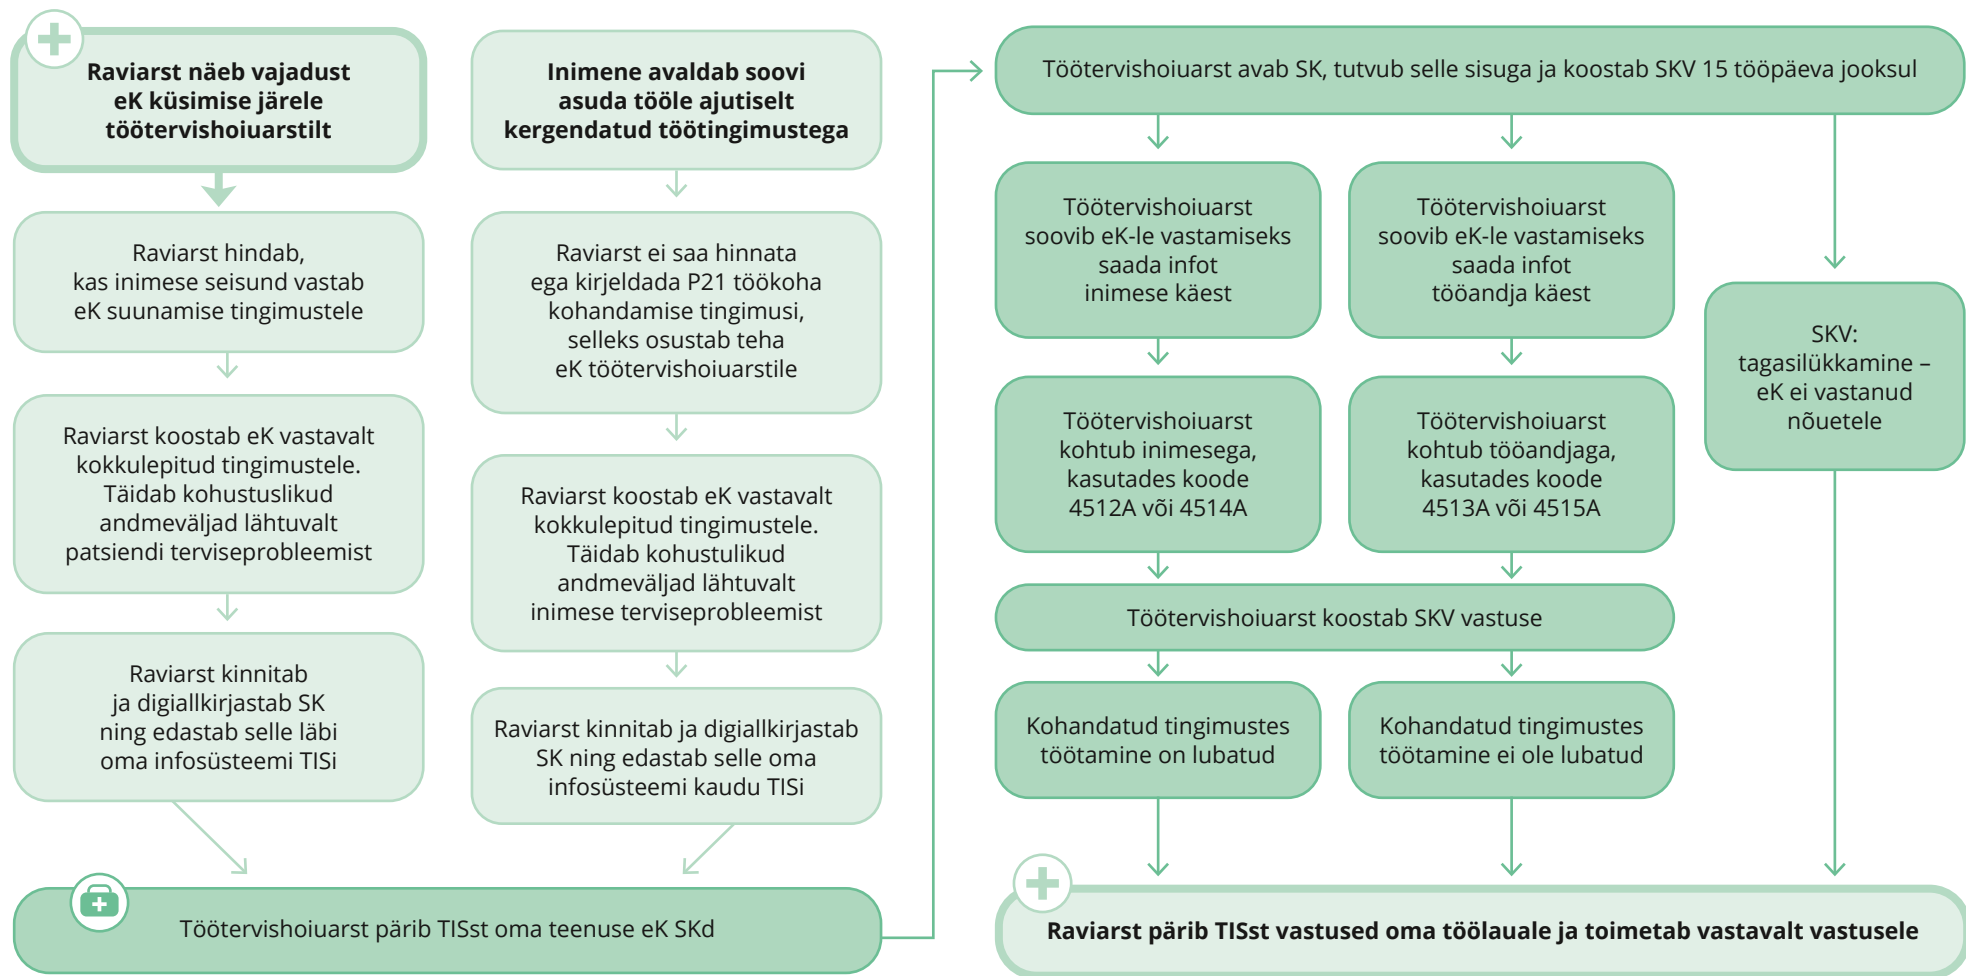 Raviarst näeb vajadust
eK küsimise järele
töötervishoiuarstilt
Raviarst hindab,
kas inimese seisund vastab
eK suunamise tingimustele
Raviarst koostab eK vastavalt
kokkulepitud tingimustele.
Täidab kohustuslikud
andmeväljad lähtuvalt
patsiendi terviseprobleemist
Raviarst kinnitab
ja digiallkirjastab SK
ning edastab selle läbi
oma infosüsteemi TISi
Inimene avaldab soovi
asuda tööle ajutiselt
kergendatud töötingimustega
Raviarst ei saa hinnata
ega kirjeldada P21 töökoha
kohandamise tingimusi,
selleks osustab teha
eK töötervishoiuarstile
Raviarst koostab eK vastavalt
kokkulepitud tingimustele.
Täidab kohustulikud
andmeväljad lähtuvalt
inimese terviseprobleemist
Raviarst kinnitab ja digiallkirjastab
SK ning edastab selle oma
infosüsteemi kaudu TISi
Töötervishoiuarst pärib TISst oma teenuse eK SKd
Töötervishoiuarst avab SK, tutvub selle sisuga ja koostab SKV 15 tööpäeva jooksul
Töötervishoiuarst
soovib eK-le vastamiseks
saada infot
inimese käest
Töötervishoiuarst
kohtub inimesega,
kasutades koode
4512A või 4514A
Töötervishoiuarst
soovib eK-le vastamiseks
saada infot
tööandja käest
Töötervishoiuarst
kohtub tööandjaga,
kasutades koode
4513A või 4515A
SKV:
tagasilükkamine –
eK ei vastanud
nõuetele
Töötervishoiuarst koostab SKV vastuse
Kohandatud tingimustes
töötamine on lubatud
Kohandatud tingimustes
töötamine ei ole lubatud
Raviarst pärib TISst vastused oma töölauale ja toimetab vastavalt vastusele